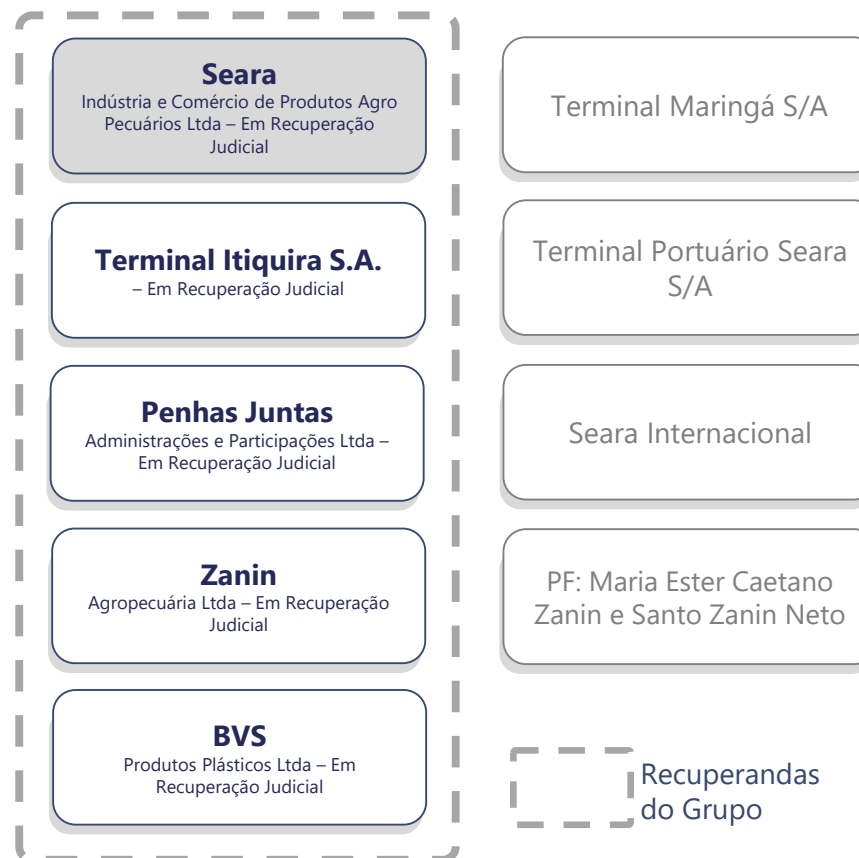 Seara
Indústria e Comércio de Produtos Agro
Pecuários Ltda – Em Recuperação
Judicial
Terminal Itiquira S.A.
– Em Recuperação Judicial
Penhas Juntas
Administrações e Participações Ltda –
Em Recuperação Judicial
Zanin
Agropecuária Ltda – Em Recuperação
Judicial
BVS
Produtos Plásticos Ltda – Em
Recuperação Judicial
Terminal Maringá S/A
Terminal Portuário Seara
S/A
Seara Internacional
PF: Maria Ester Caetano
Zanin e Santo Zanin Neto
Recuperandas
do Grupo